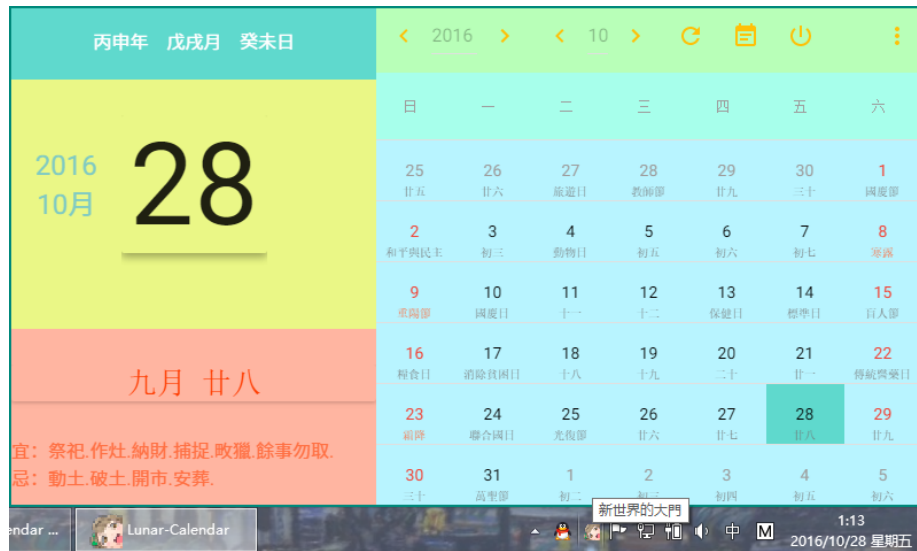 丙申年 戊戌月 癸未日
2016
10月
28
九月 廿八
宜：祭祀.作灶.納財.捕捉.畋獵.餘事勿取.
忌：動土.破土.開市.安葬.
2016 10
日 一 二 三 四 五 六
25 26 27 28 29 30 1
廿五 廿六 旅遊日 教師節 廿九 三十 國慶節
2 3 4 5 6 7 8
和平與民主 初三 動物日 初五 初六 初七 寒露
9 10 11 12 13 14 15
重陽節 國慶日 十一 十二 保健日 標準日 盲人節
16 17 18 19 20 21 22
糧食日 消除貧困日 十八 十九 二十 廿一 傳統醫藥日
23 24 25 26 27 28 29
霜降 聯合國日 光復節 廿六 廿七 廿八 廿九
30 31 1 2 3 4 5
三十 萬聖節 初二 初三 初四 初五 初六
新世界的大門
endar ... Lunar-Calendar 中 M 1:13
2016/10/28 星期五